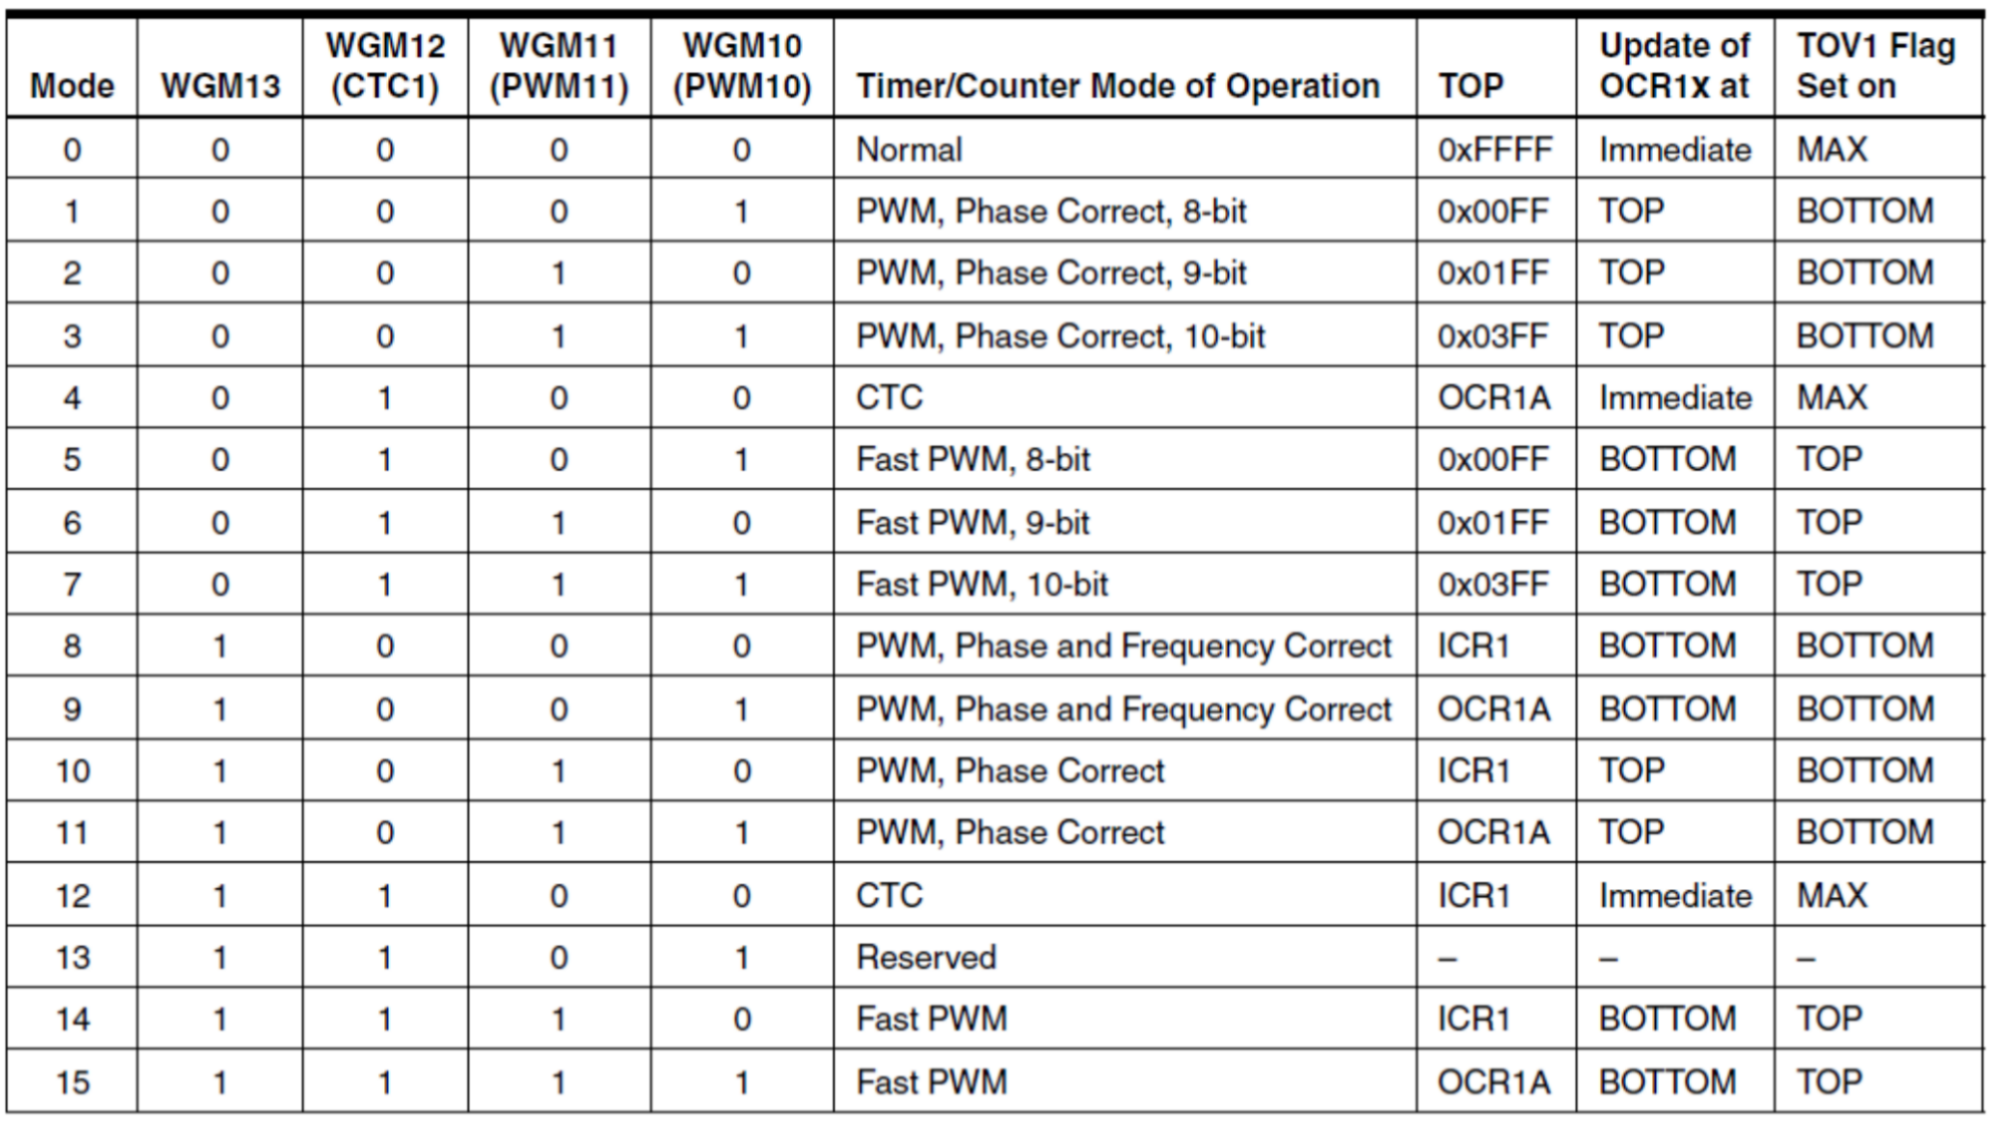 Mode WGM13 WGM12 (CTC1) WGM11 (PWM11) WGM10 (PWM10) Timer/Counter Mode of Operation TOP Update of OCR1X at TOV1 Flag Set on
0 0 0 0 0 Normal 0xFFFF Immediate MAX
1 0 0 0 1 PWM, Phase Correct, 8-bit 0x00FF TOP BOTTOM
2 0 0 1 0 PWM, Phase Correct, 9-bit 0x01FF TOP BOTTOM
3 0 0 1 1 PWM, Phase Correct, 10-bit 0x03FF TOP BOTTOM
4 0 1 0 0 CTC OCR1A Immediate MAX
5 0 1 0 1 Fast PWM, 8-bit 0x00FF BOTTOM TOP
6 0 1 1 0 Fast PWM, 9-bit 0x01FF BOTTOM TOP
7 0 1 1 1 Fast PWM, 10-bit 0x03FF BOTTOM TOP
8 1 0 0 0 PWM, Phase and Frequency Correct ICR1 BOTTOM BOTTOM
9 1 0 0 1 PWM, Phase and Frequency Correct OCR1A BOTTOM BOTTOM
10 1 0 1 0 PWM, Phase Correct ICR1 TOP BOTTOM
11 1 0 1 1 PWM, Phase Correct OCR1A TOP BOTTOM
12 1 1 0 0 CTC ICR1 Immediate MAX
13 1 1 0 1 Reserved – – –
14 1 1 1 0 Fast PWM ICR1 BOTTOM TOP
15 1 1 1 1 Fast PWM OCR1A BOTTOM TOP